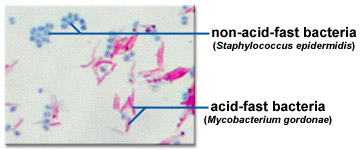 non-acid-fast bacteria
(Staphylococcus epidermidis)
acid-fast bacteria
(Mycobacterium gordonae)